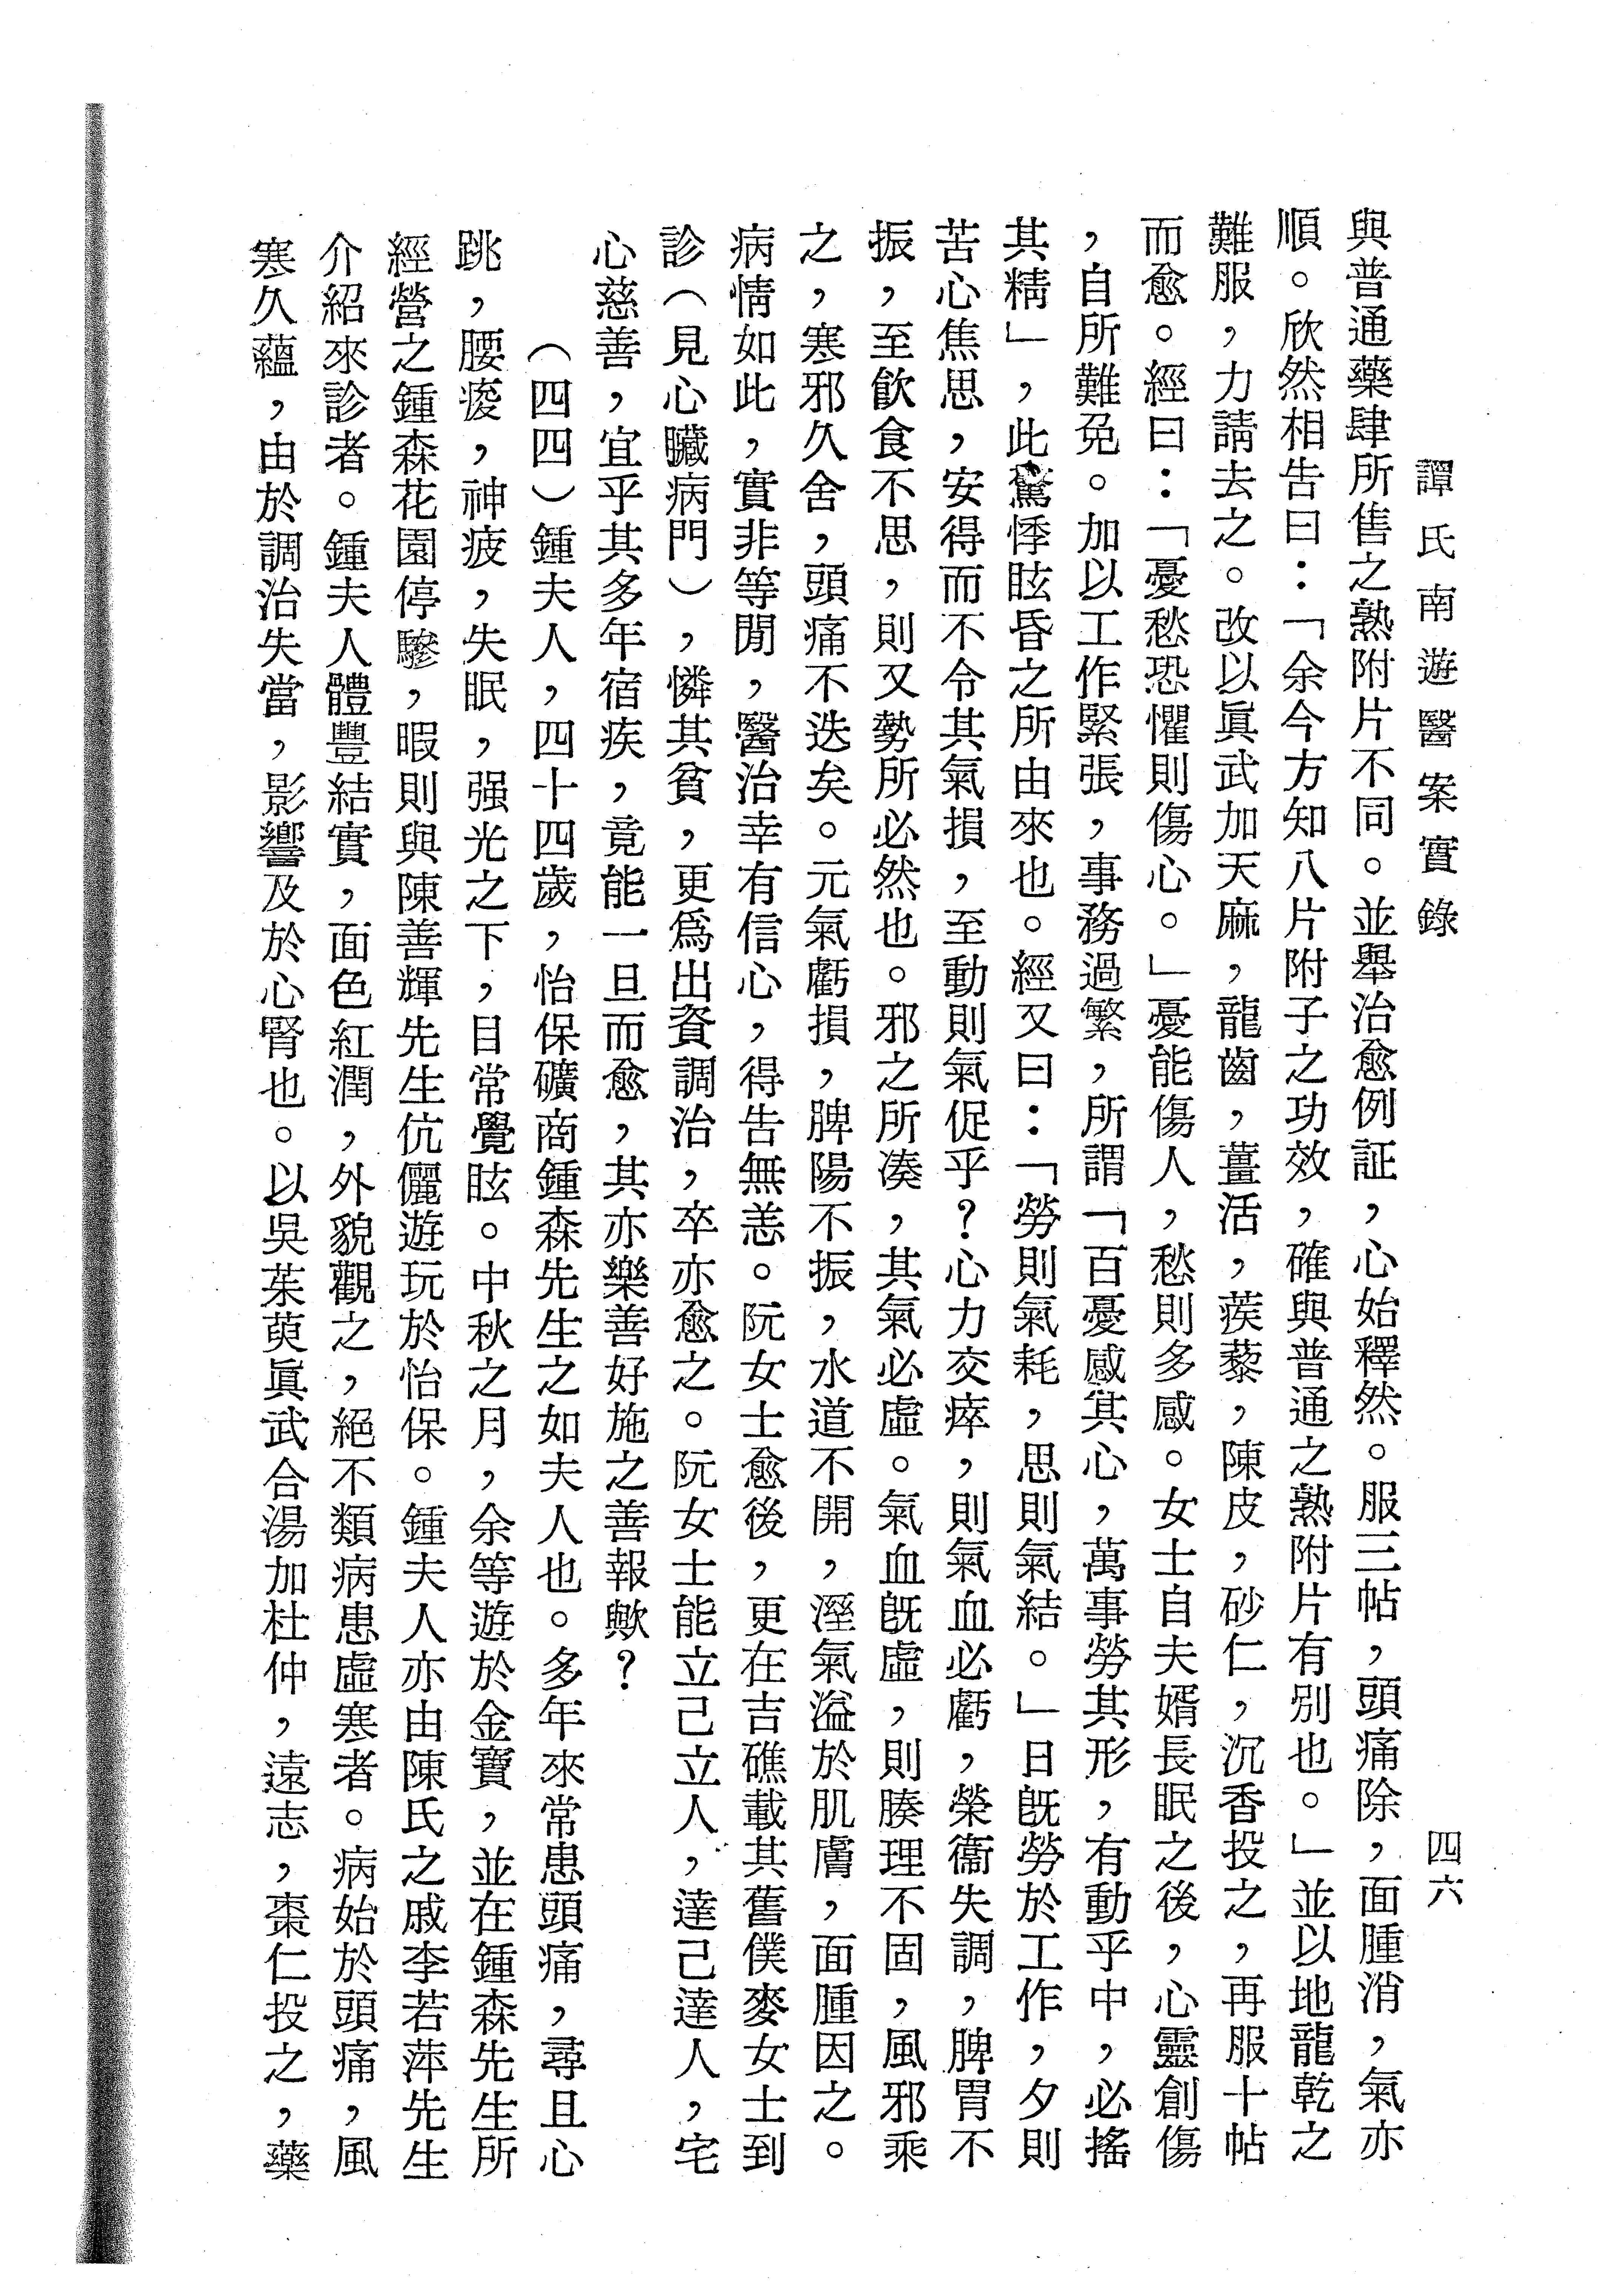 譚氏南遊醫案實錄
四六
與普通藥肆所售之熟附片不同。並舉治愈例証，心始釋然。服三帖，頭痛除，面腫消，氣亦
順。欣然相告曰：「余今方知八片附子之功效，確與普通之熟附片有別也。」並以地龍乾之
難服，力請去之。改以眞武加天麻，龍齒，薑活，蒺藜，陳皮，砂仁，沉香投之，再服十帖
而愈。經曰：「憂愁恐懼則傷心。」憂能傷人，愁則多感。女士自夫婿長眠之後，心靈創傷
，自所難免。加以工作緊張，事務過繁，所謂「百憂感其心，萬事勞其形，有動乎中，必搖
其精」，此驚悸眩昏之所由來也。經又曰：「勞則氣耗，思則氣結。」日旣勞於工作，夕則
苦心焦思，安得而不令其氣損，至動則氣促乎？心力交瘁，則氣血必虧，榮衞失調，脾胃不
振，至飮食不思，則又勢所必然也。邪之所湊，其氣必虛。氣血旣虛，則腠理不固，風邪乘
之，寒邪久舍，頭痛不迭矣。元氣虧損，脾陽不振，水道不開，溼氣溢於肌膚，面腫因之。
病情如此，實非等閒，醫治幸有信心，得告無恙。阮女士愈後，更在吉礁載其舊僕麥女士到
診（見心臟病門），憐其貧，更爲出資調治，卒亦愈之。阮女士能立己立人，達己達人，宅
心慈善，宜乎其多年宿疾，竟能一旦而愈，其亦樂善好施之善報歟？
（四四）鍾夫人，四十四歲，怡保礦商鍾森先生之如夫人也。多年來常患頭痛，尋且心
跳，腰痠，神疲，失眠，强光之下，目常覺眩。中秋之月，余等遊於金寶，並在鍾森先生所
經營之鍾森花園停驂，暇則與陳善輝先生伉儷遊玩於怡保。鍾夫人亦由陳氏之戚李若萍先生
介紹來診者。鍾夫人體豐結實，面色紅潤，外貌觀之，絕不類病患虛寒者。病始於頭痛，風
寒久蘊，由於調治失當，影響及於心腎也。以吳茱萸眞武合湯加杜仲，遠志，棗仁投之，藥